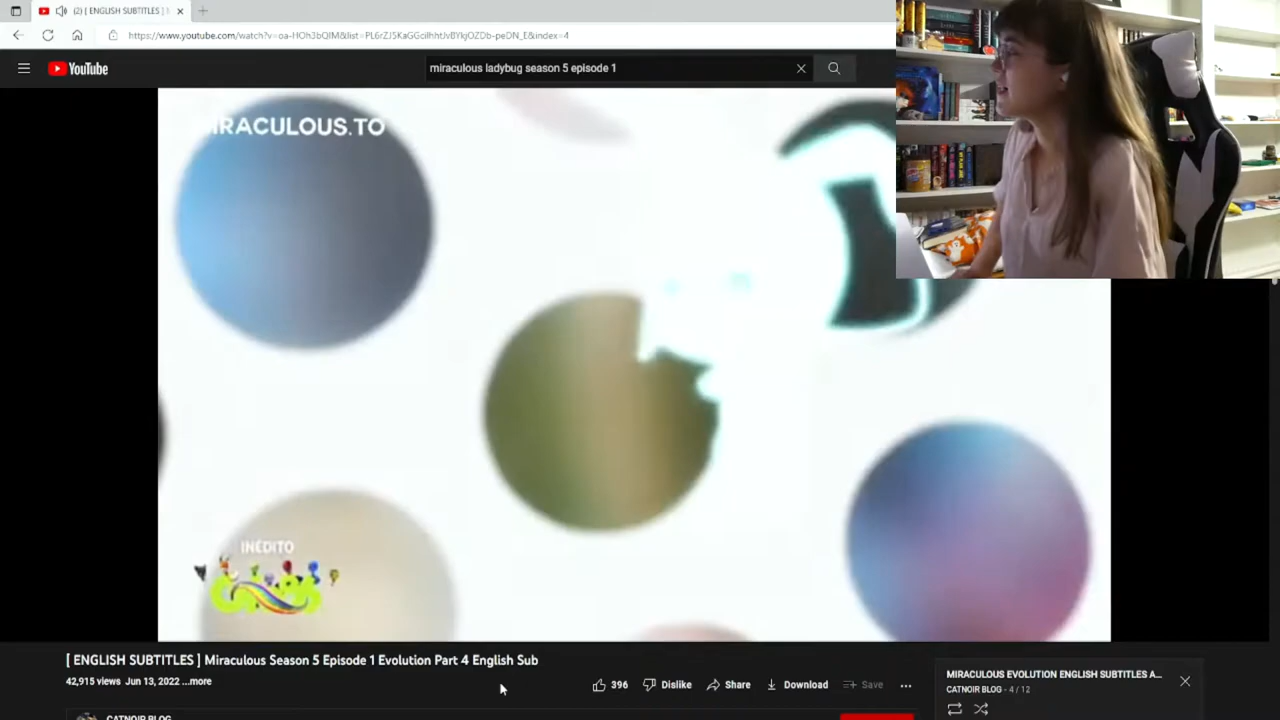 (2) [ ENGLISH SUBTITLES ] M
https://www.youtube.com/watch?v=oa-HOh3bQIM&list=PL6rZJ5KaGGcilhhtJvBYkjOZDb-peDN_E&index=4
YouTube
miraculous ladybug season 5 episode 1
MIRACULOUS.TO
INÉDITO
[ ENGLISH SUBTITLES ] Miraculous Season 5 Episode 1 Evolution Part 4 English Sub
42,915 views Jun 13, 2022 ...more
396
Dislike
Share
Download
Save
MIRACULOUS EVOLUTION ENGLISH SUBTITLES A...
CATNOIR BLOG - 4 / 12
CATNOIR BLOG